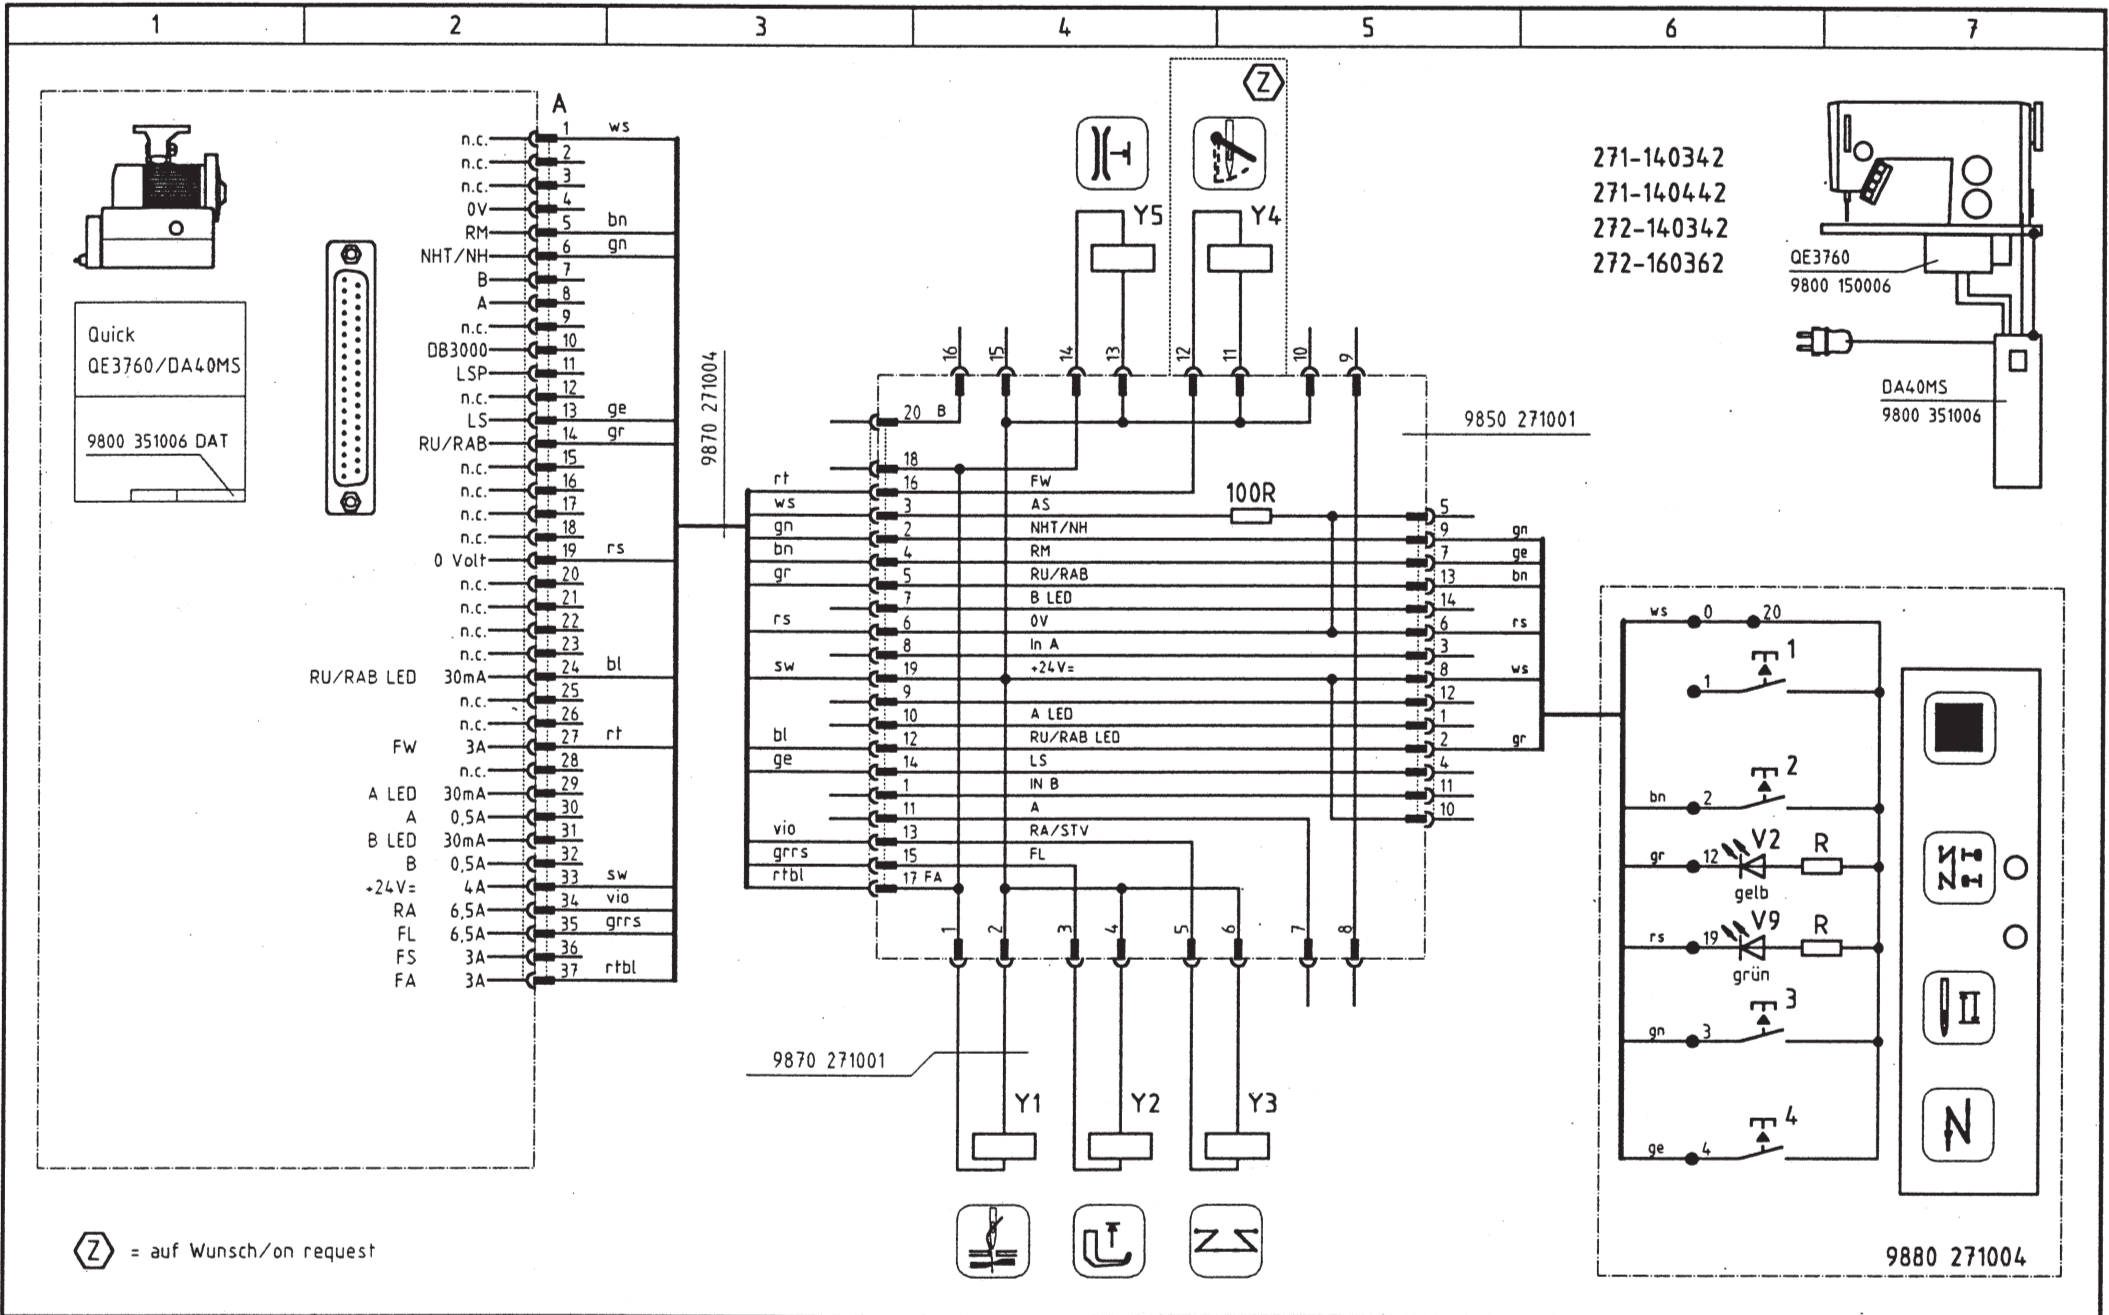 1 2 3 4 5 6 7
A
n.c. 1 ws
n.c. 2
n.c. 3
0V 4
RM 5 bn
NHT/NH 6 gn
B 7
A 8
n.c. 9
DB3000 10
LSP 11
n.c. 12
LS 13 ge
RU/RAB 14 gr
n.c. 15
n.c. 16
n.c. 17
n.c. 18
0 Volt 19 rs
n.c. 20
n.c. 21
n.c. 22
n.c. 23
RU/RAB LED 30mA 24 bl
n.c. 25
n.c. 26
FW 3A 27 rt
n.c. 28
A LED 30mA 29
A 0,5A 30
B LED 30mA 31
B 0,5A 32
+24V= 4A 33 sw
RA 6,5A 34 vio
FL 6,5A 35 grrs
FS 3A 36
FA 3A 37 rtbl
Quick
QE3760/DA40MS
9800 351006 DAT
Z = auf Wunsch/on request
9870 271004
Z
Y5 Y4
16 15 14 13 12 11 10 9
9850 271001
20 B
18
rt 16 FW
100R
ws 3 AS 5
gn 2 NHT/NH 9 gn
bn 4 RM 7 ge
gr 5 RU/RAB 13 bn
7 B LED 14
rs 6 0V 6 rs
8 In A 3
sw 19 +24V= 8 ws
9 12
10 A LED 1
bl 12 RU/RAB LED 2 gr
ge 14 LS 4
1 IN B 11
11 A 10
vio 13 RA/STV
grrs 15 FL
rtbl 17 FA
1 2 3 4 5 6 7 8
9870 271001
Y1 Y2 Y3
271-140342
271-140442
272-140342
272-160362
QE3760
9800 150006
DA40MS
9800 351006
ws 0 20
1 1
bn 2 2
gr 12 V2 R
gelb
rs 19 V9 R
grün
gn 3 3
ge 4 4
9880 271004